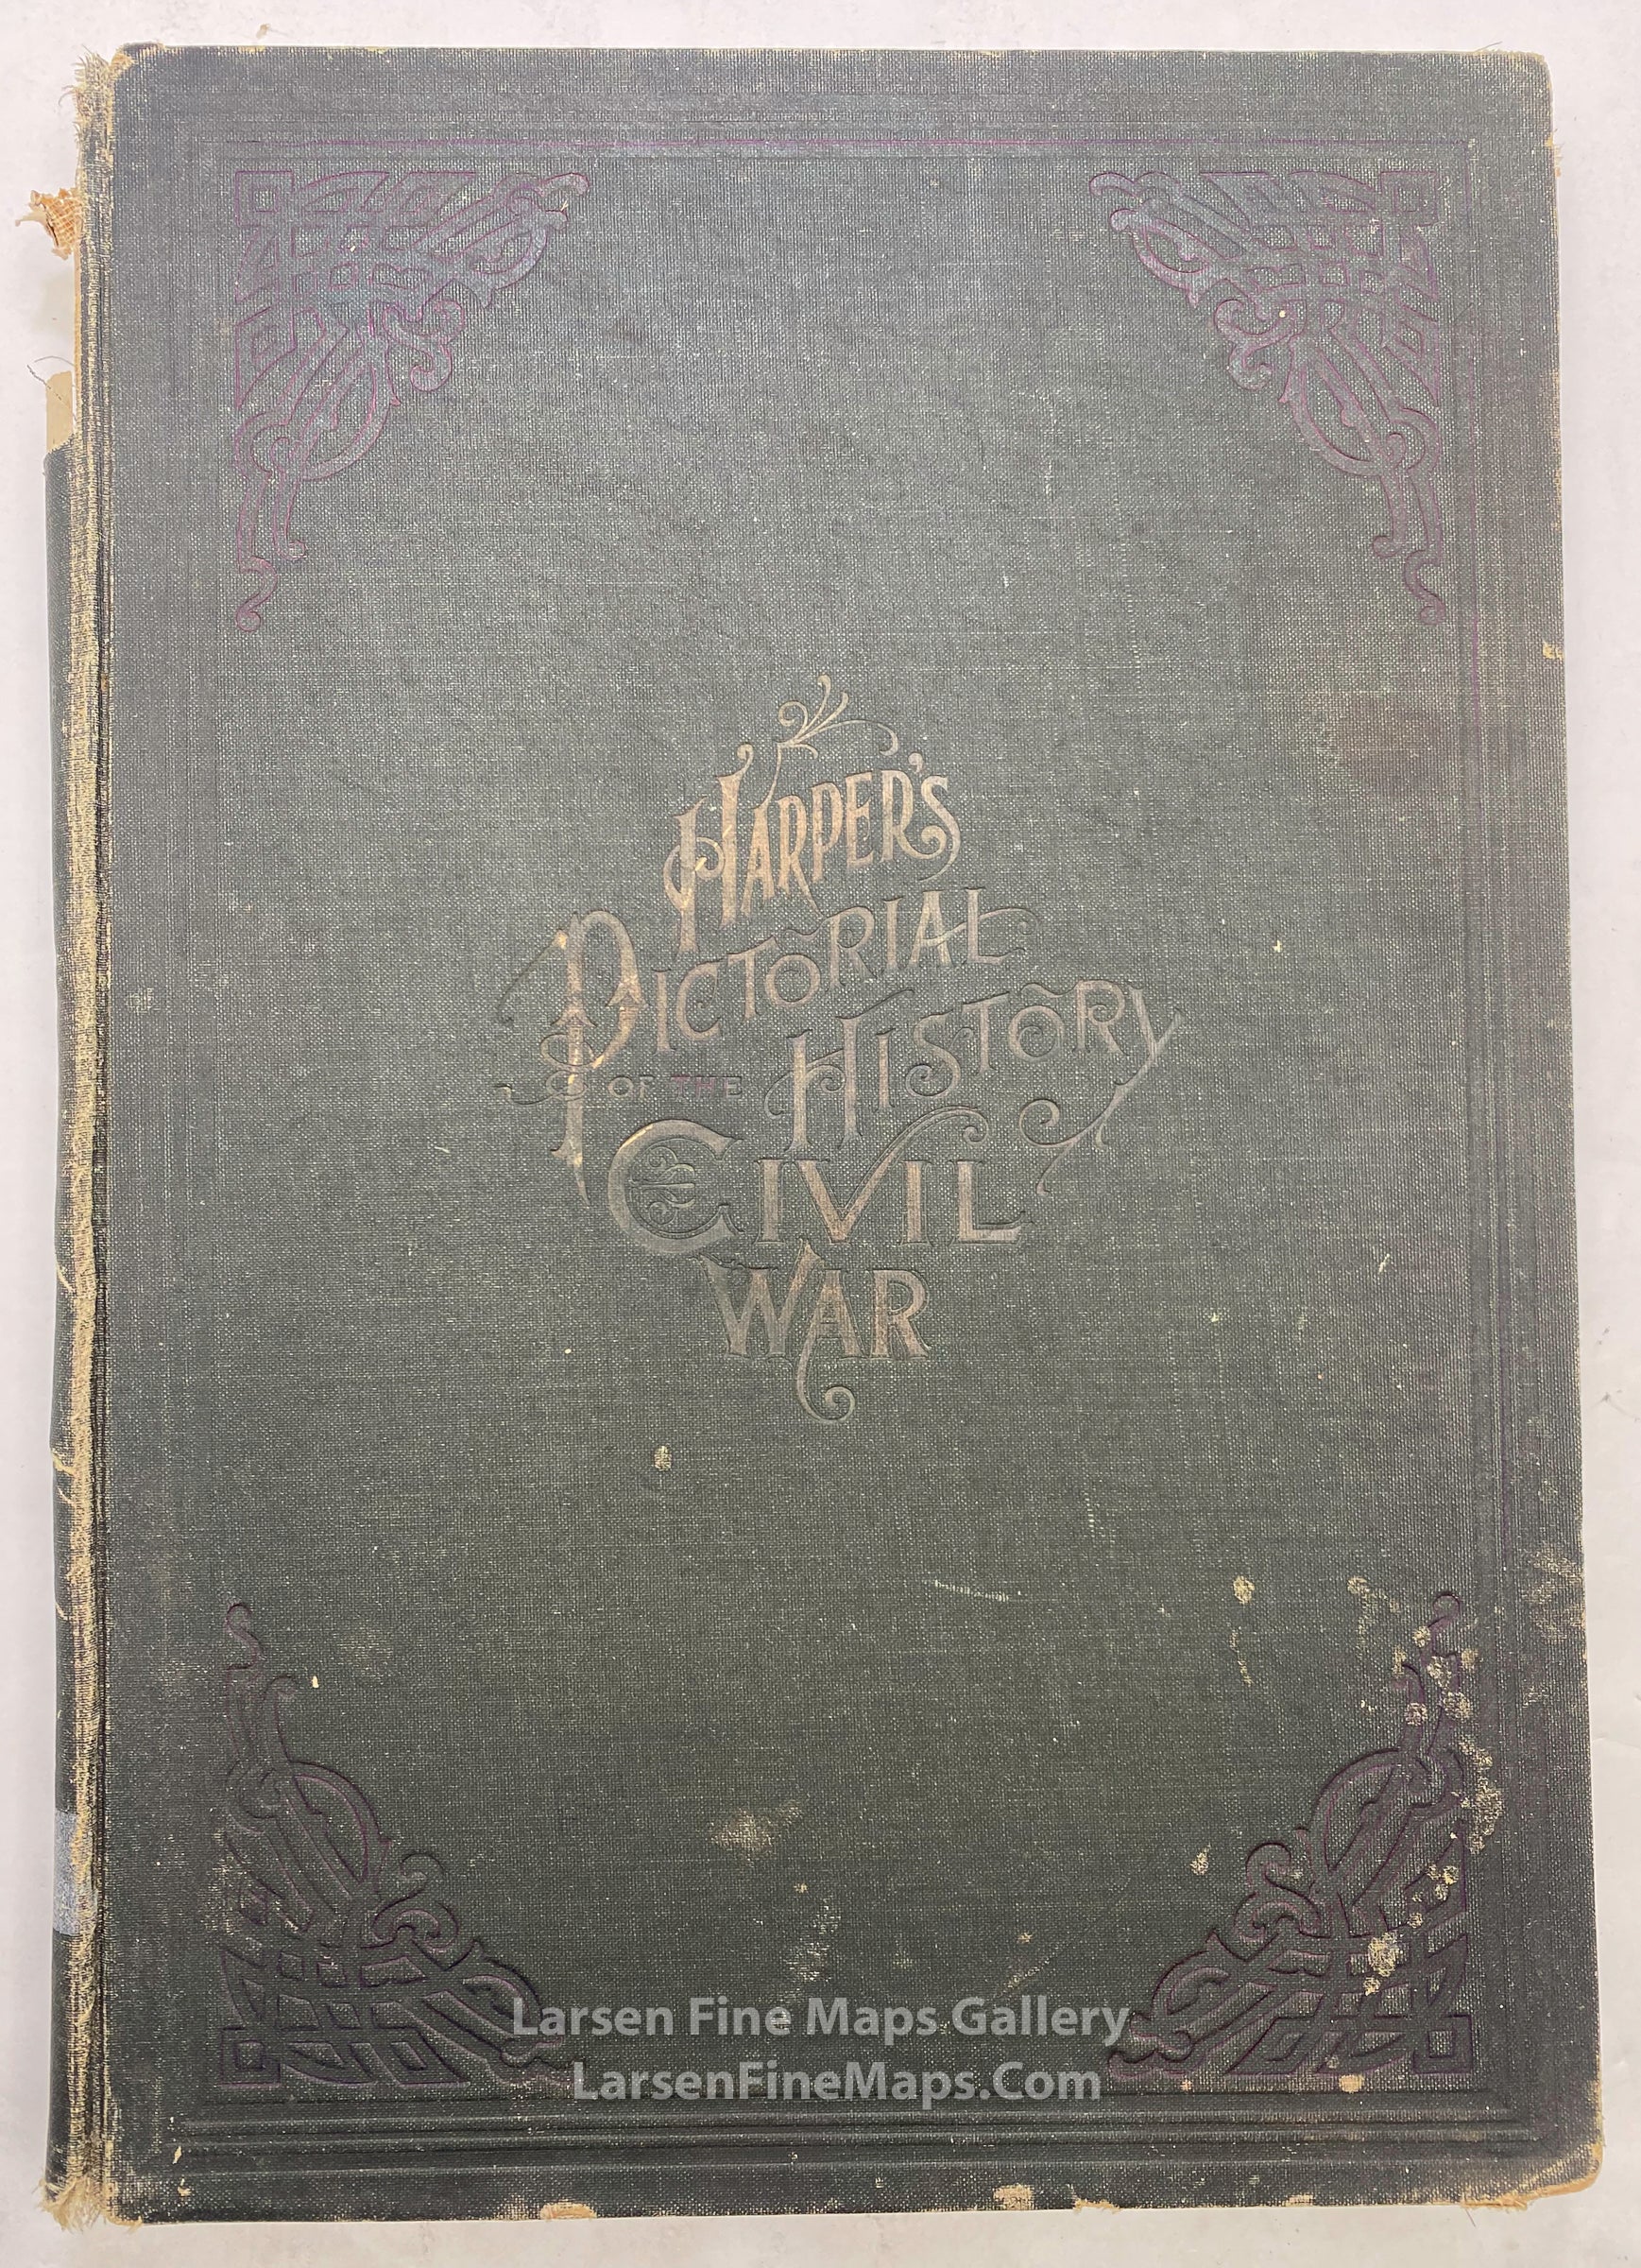 HARPER'S
PICTORIAL
HISTORY
OF THE
CIVIL
WAR
Larsen Fine Maps Gallery
LarsenFineMaps.Com